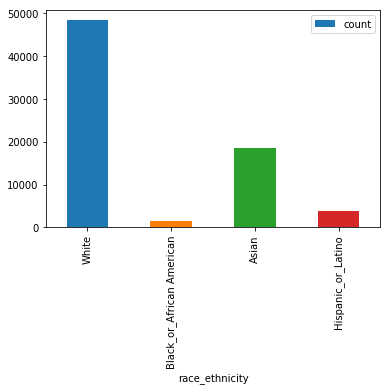 50000
40000
30000
20000
10000
0
count
White
Black_or_African American
Asian
Hispanic_or_Latino
race_ethnicity